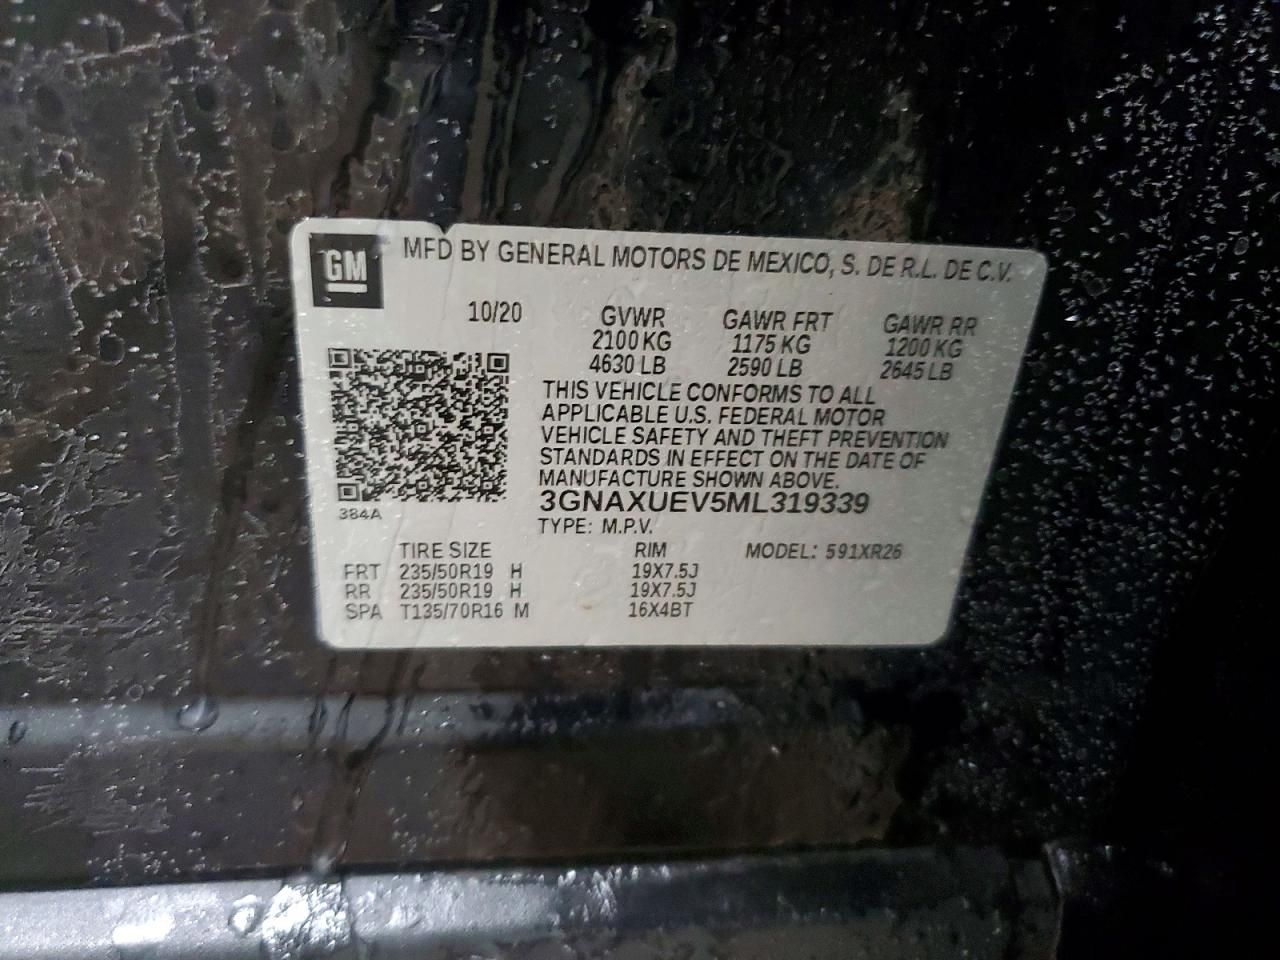 GM
MFD BY GENERAL MOTORS DE MEXICO, S. DE R.L. DE C.V.
10/20 GVWR GAWR FRT GAWR RR
2100 KG 1175 KG 1200 KG
4630 LB 2590 LB 2645 LB
THIS VEHICLE CONFORMS TO ALL
APPLICABLE U.S. FEDERAL MOTOR
VEHICLE SAFETY AND THEFT PREVENTION
STANDARDS IN EFFECT ON THE DATE OF
MANUFACTURE SHOWN ABOVE.
3GNAXUEV5ML319339
384A
TYPE: M.P.V.
TIRE SIZE RIM MODEL: 591XR26
FRT 235/50R19 H 19X7.5J
RR 235/50R19 H 19X7.5J
SPA T135/70R16 M 16X4BT